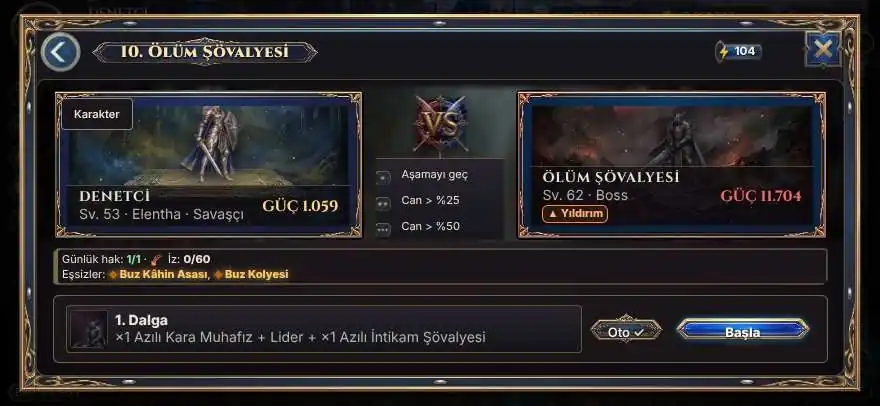 10. ÖLÜM ŞÖVALYESİ
104
Karakter
DENETCİ
Sv. 53 · Elentha · Savaşçı
GÜÇ 1.059
VS
Aşamayı geç
Can > %25
Can > %50
ÖLÜM ŞÖVALYESİ
Sv. 62 · Boss
GÜÇ 11.704
▲ Yıldırım
Günlük hak: 1/1 · İz: 0/60
Eşsizler: ◆ Buz Kâhin Asası, ◆ Buz Kolyesi
1. Dalga
×1 Azılı Kara Muhafız + Lider + ×1 Azılı İntikam Şövalyesi
Oto ✓
Başla